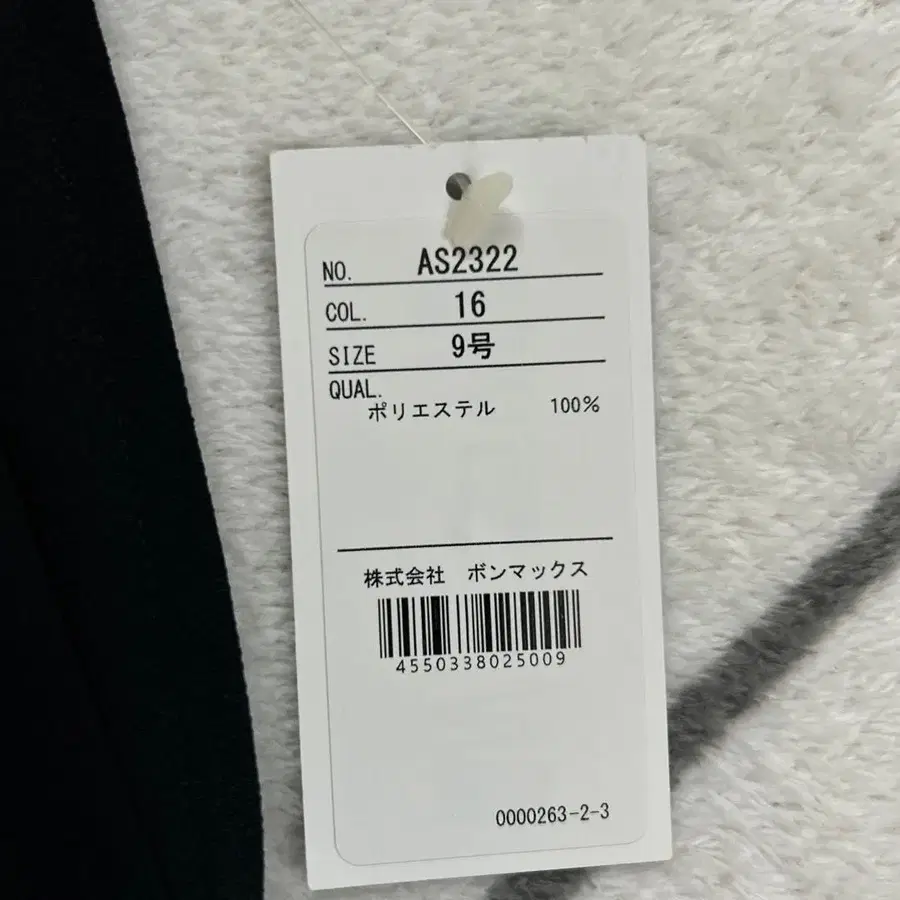 NO. AS2322
COL. 16
SIZE 9号
QUAL.
ポリエステル 100%
株式会社 ボンマックス
4550338025009
0000263-2-3